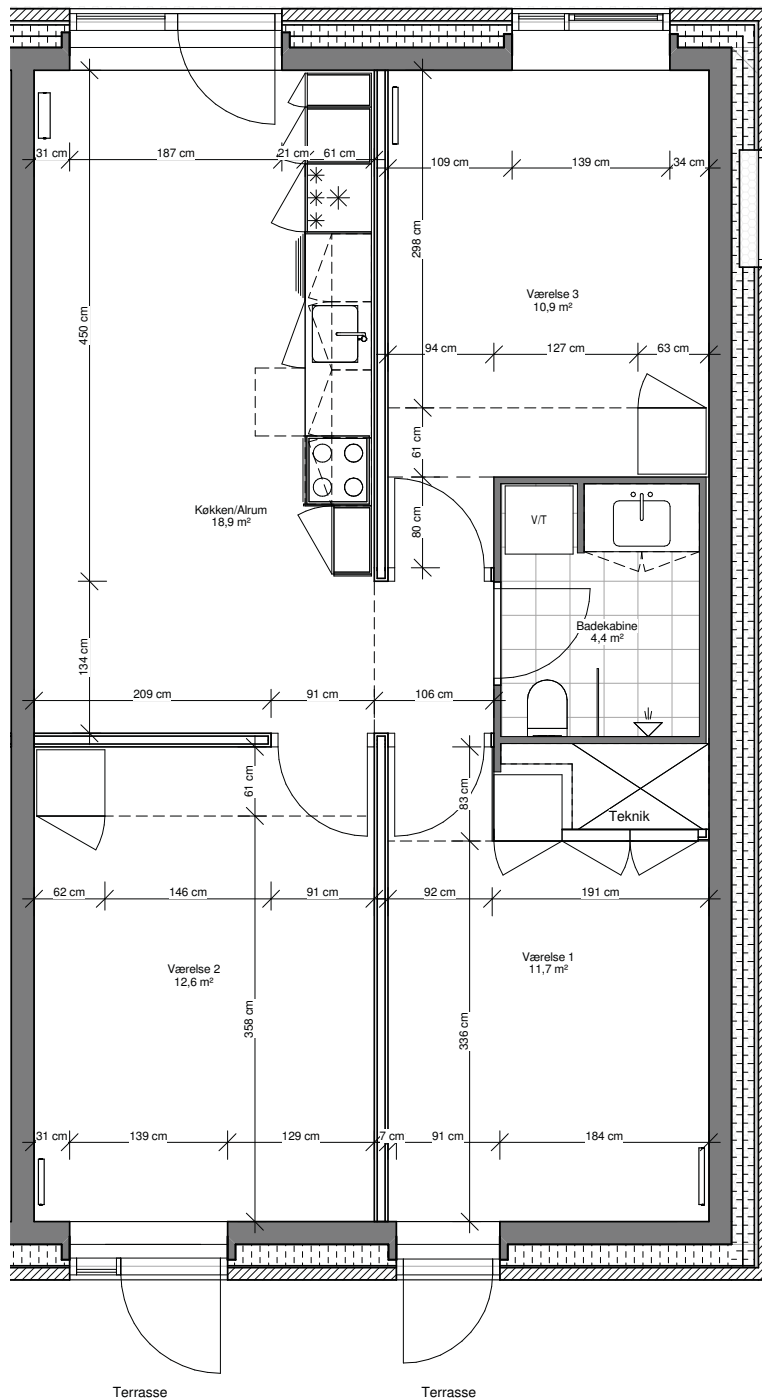 31 cm
187 cm
21 cm
61 cm
109 cm
139 cm
34 cm
298 cm
450 cm
Værelse 3
10,9 m²
94 cm
127 cm
63 cm
61 cm
Køkken/Alrum
18,9 m²
80 cm
V/T
Badekabine
4,4 m²
134 cm
209 cm
91 cm
106 cm
61 cm
83 cm
Teknik
62 cm
146 cm
91 cm
92 cm
191 cm
Værelse 2
12,6 m²
Værelse 1
11,7 m²
358 cm
336 cm
31 cm
139 cm
129 cm
7 cm
91 cm
184 cm
Terrasse
Terrasse